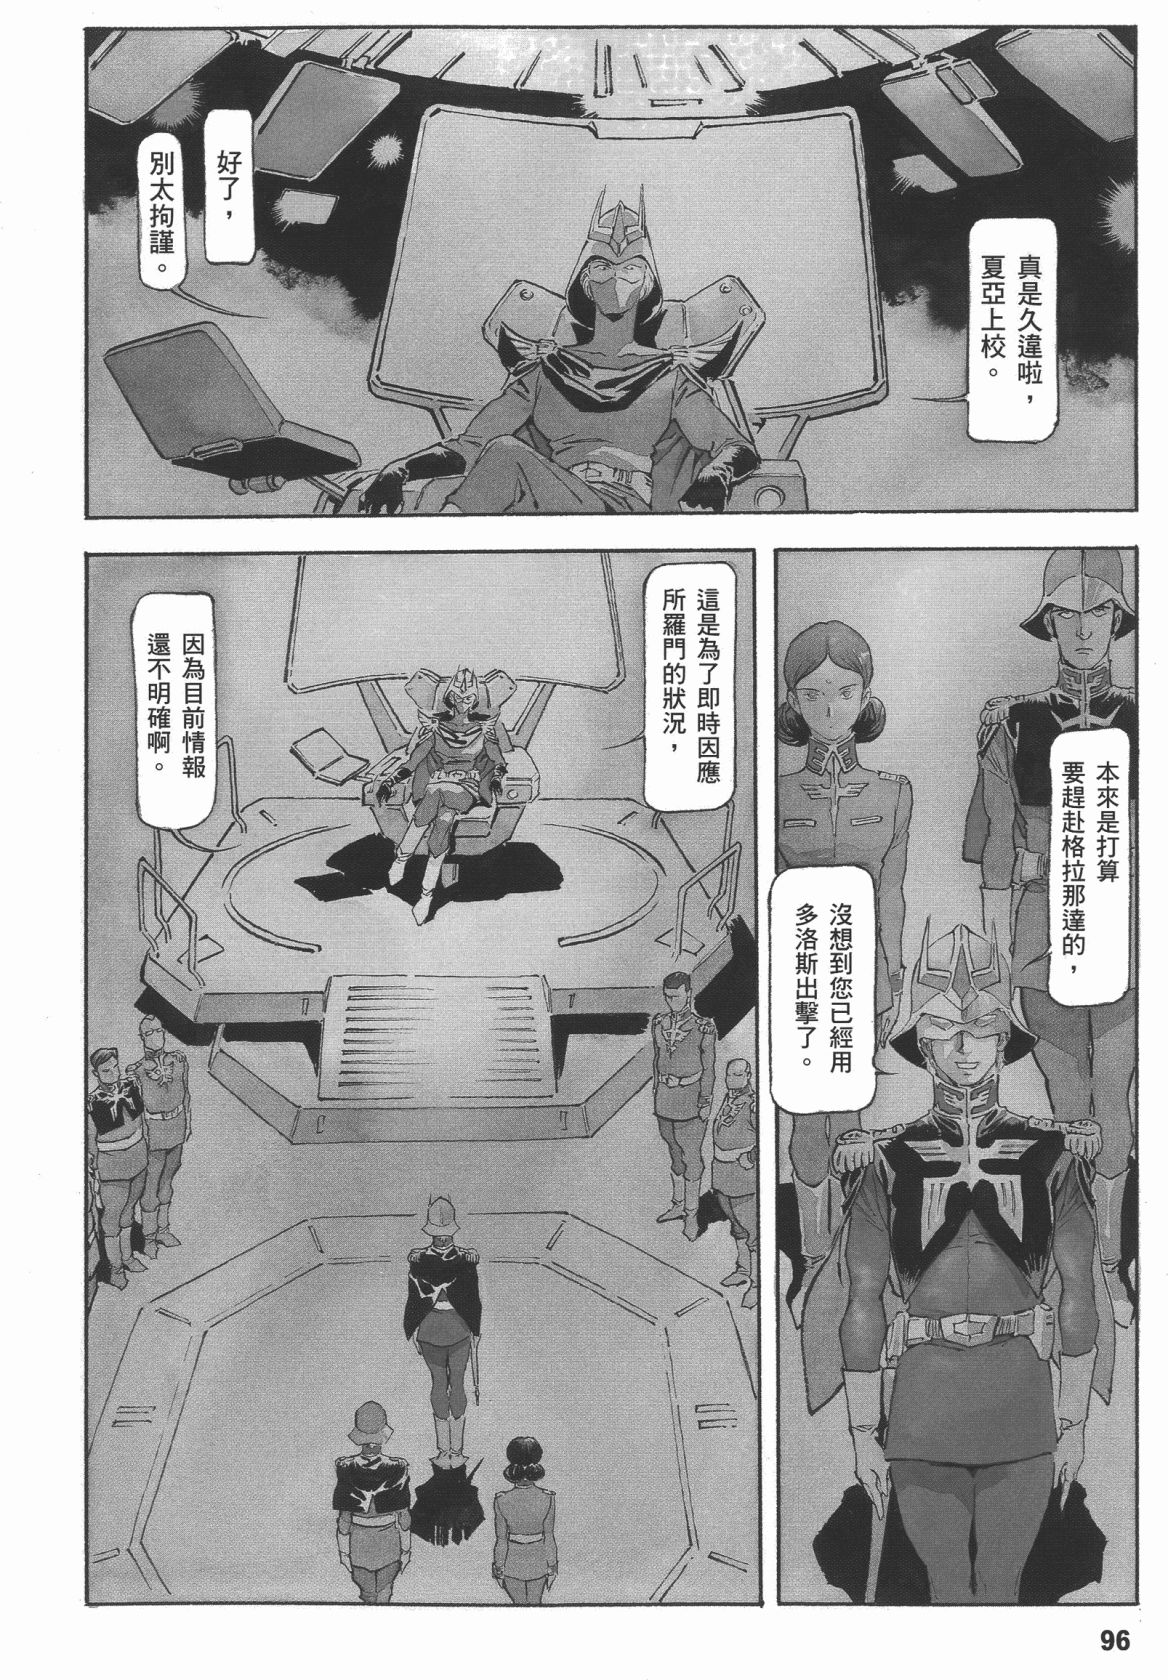 真是久違啦，
夏亞上校。
好了，
別太拘謹。
本來是打算
要趕赴格拉那達的，
沒想到您已經用
多洛斯出擊了。
這是為了即時因應
所羅門的狀況，
因為目前情報
還不明確啊。
96